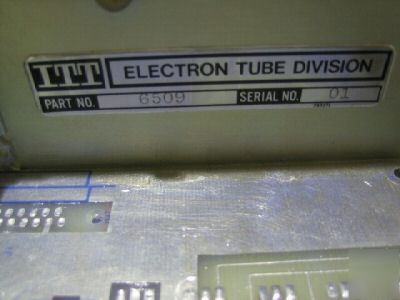 ITT ELECTRON TUBE DIVISION
PART NO. 6509 SERIAL NO. 01